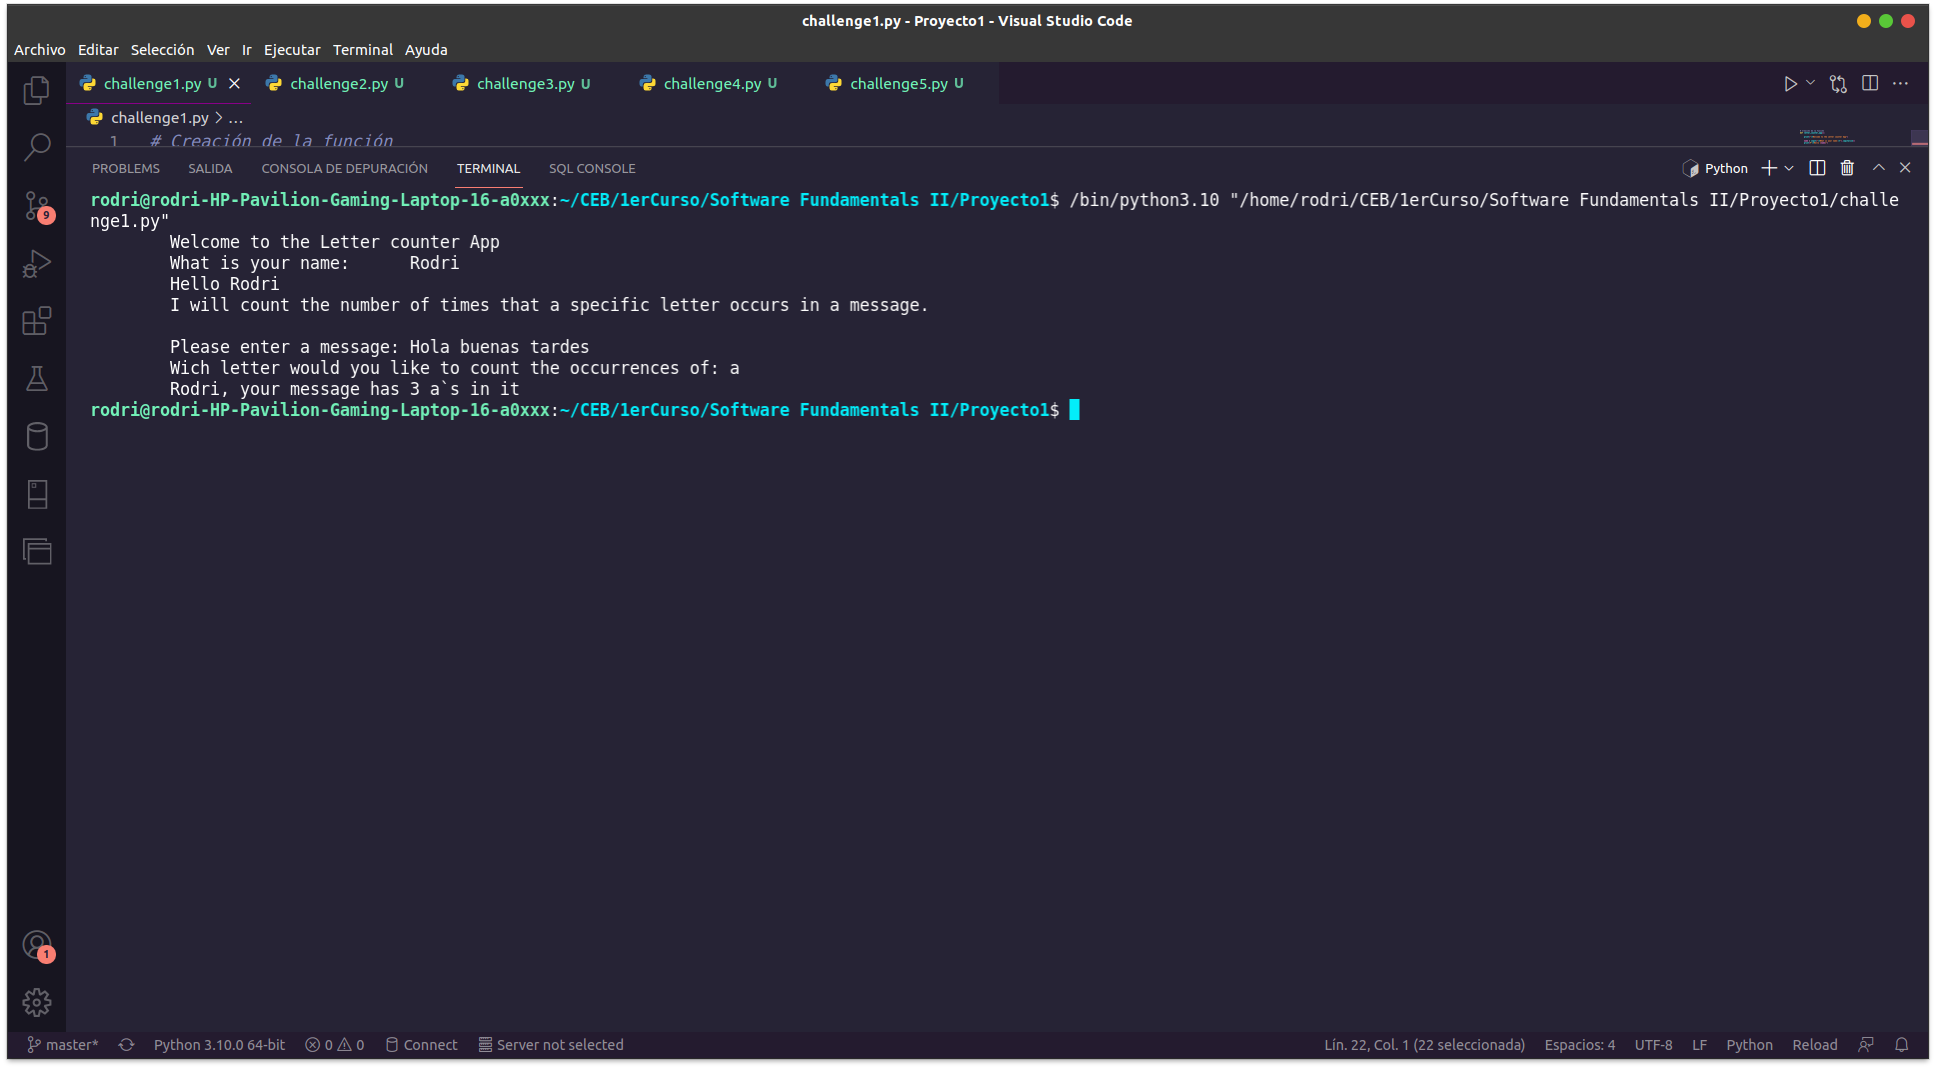 challenge1.py - Proyecto1 - Visual Studio Code
Archivo Editar Selección Ver Ir Ejecutar Terminal Ayuda
challenge1.py U challenge2.py U challenge3.py U challenge4.py U challenge5.py U
challenge1.py > ...
1 # Creación de la función
PROBLEMS SALIDA CONSOLA DE DEPURACIÓN TERMINAL SQL CONSOLE Python
rodri@rodri-HP-Pavilion-Gaming-Laptop-16-a0xxx:~/CEB/1erCurso/Software Fundamentals II/Proyecto1$ /bin/python3.10 "/home/rodri/CEB/1erCurso/Software Fundamentals II/Proyecto1/challe
nge1.py"
Welcome to the Letter counter App
What is your name: Rodri
Hello Rodri
I will count the number of times that a specific letter occurs in a message.
Please enter a message: Hola buenas tardes
Wich letter would you like to count the occurrences of: a
Rodri, your message has 3 a`s in it
rodri@rodri-HP-Pavilion-Gaming-Laptop-16-a0xxx:~/CEB/1erCurso/Software Fundamentals II/Proyecto1$
9
1
master* Python 3.10.0 64-bit 0 0 Connect Server not selected Lín. 22, Col. 1 (22 seleccionada) Espacios: 4 UTF-8 LF Python Reload